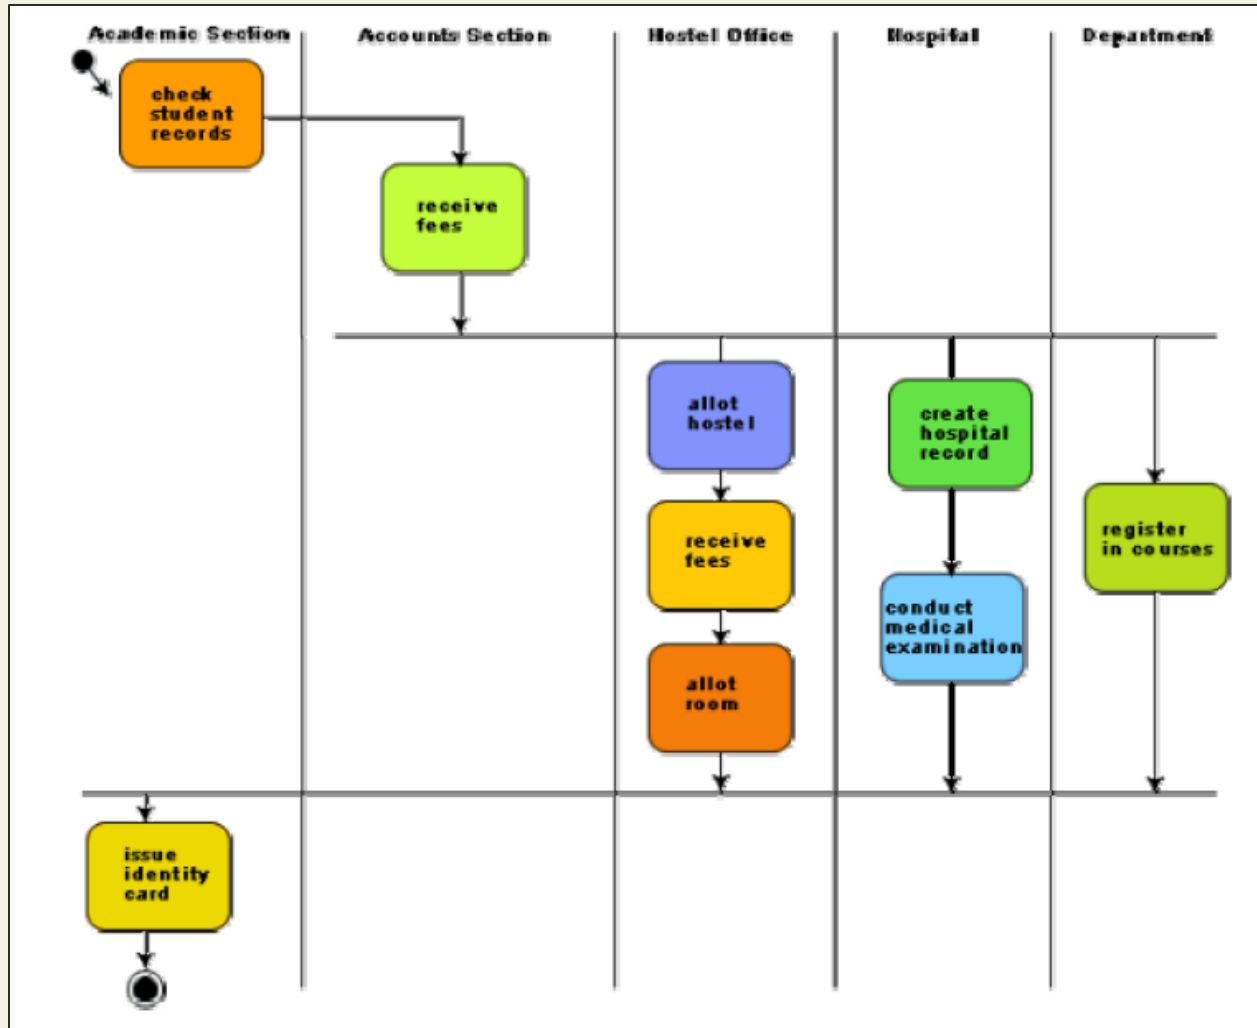 Academic Section
Accounts Section
Hostel Office
Hospital
Department
check
student
records
receive
fees
allot
hostel
create
hospital
record
receive
fees
register
in courses
conduct
medical
examination
allot
room
issue
identity
card